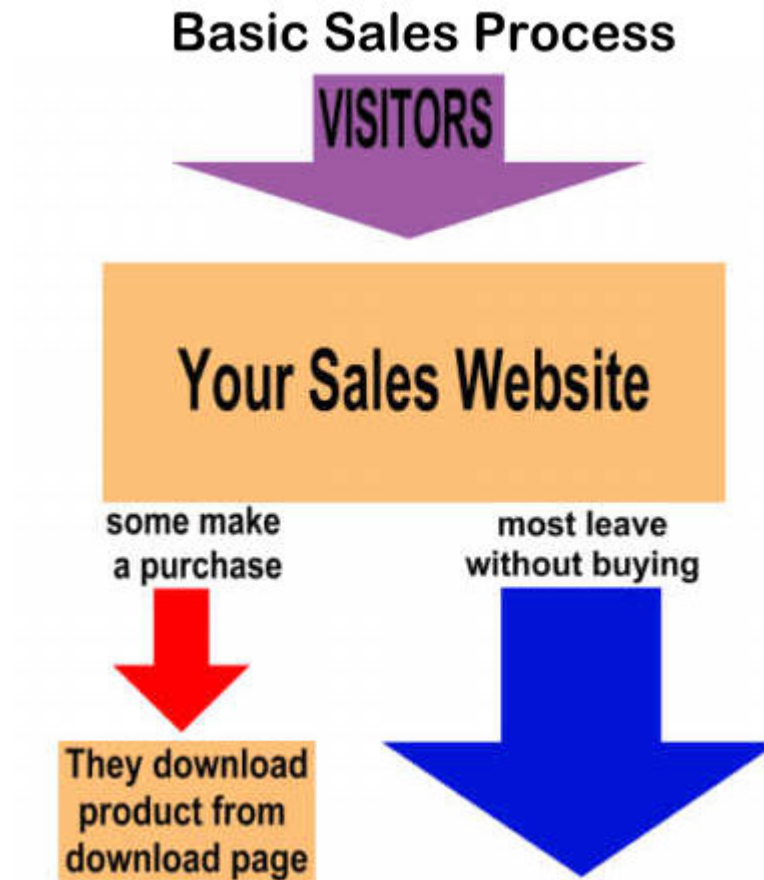 Basic Sales Process
VISITORS
Your Sales Website
some make
a purchase
most leave
without buying
They download
product from
download page